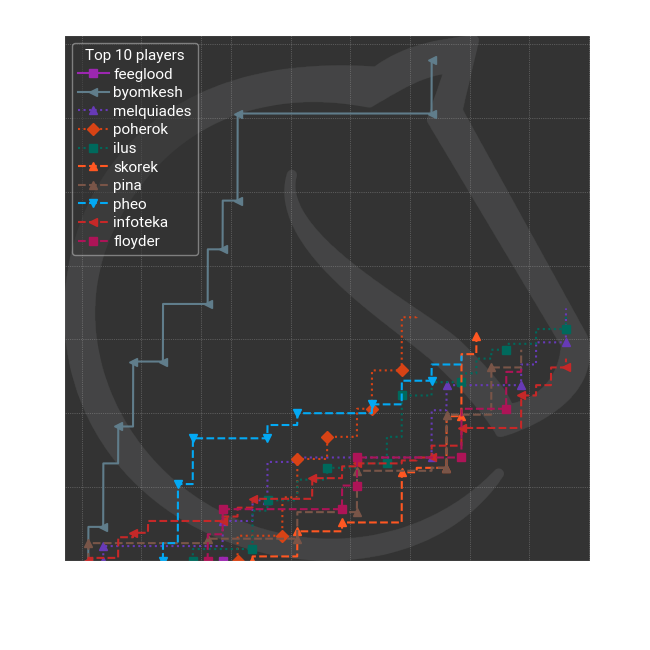 Top 10 players
feeglood
byomkesh
melquiades
poherok
ilus
skorek
pina
pheo
infoteka
floyder